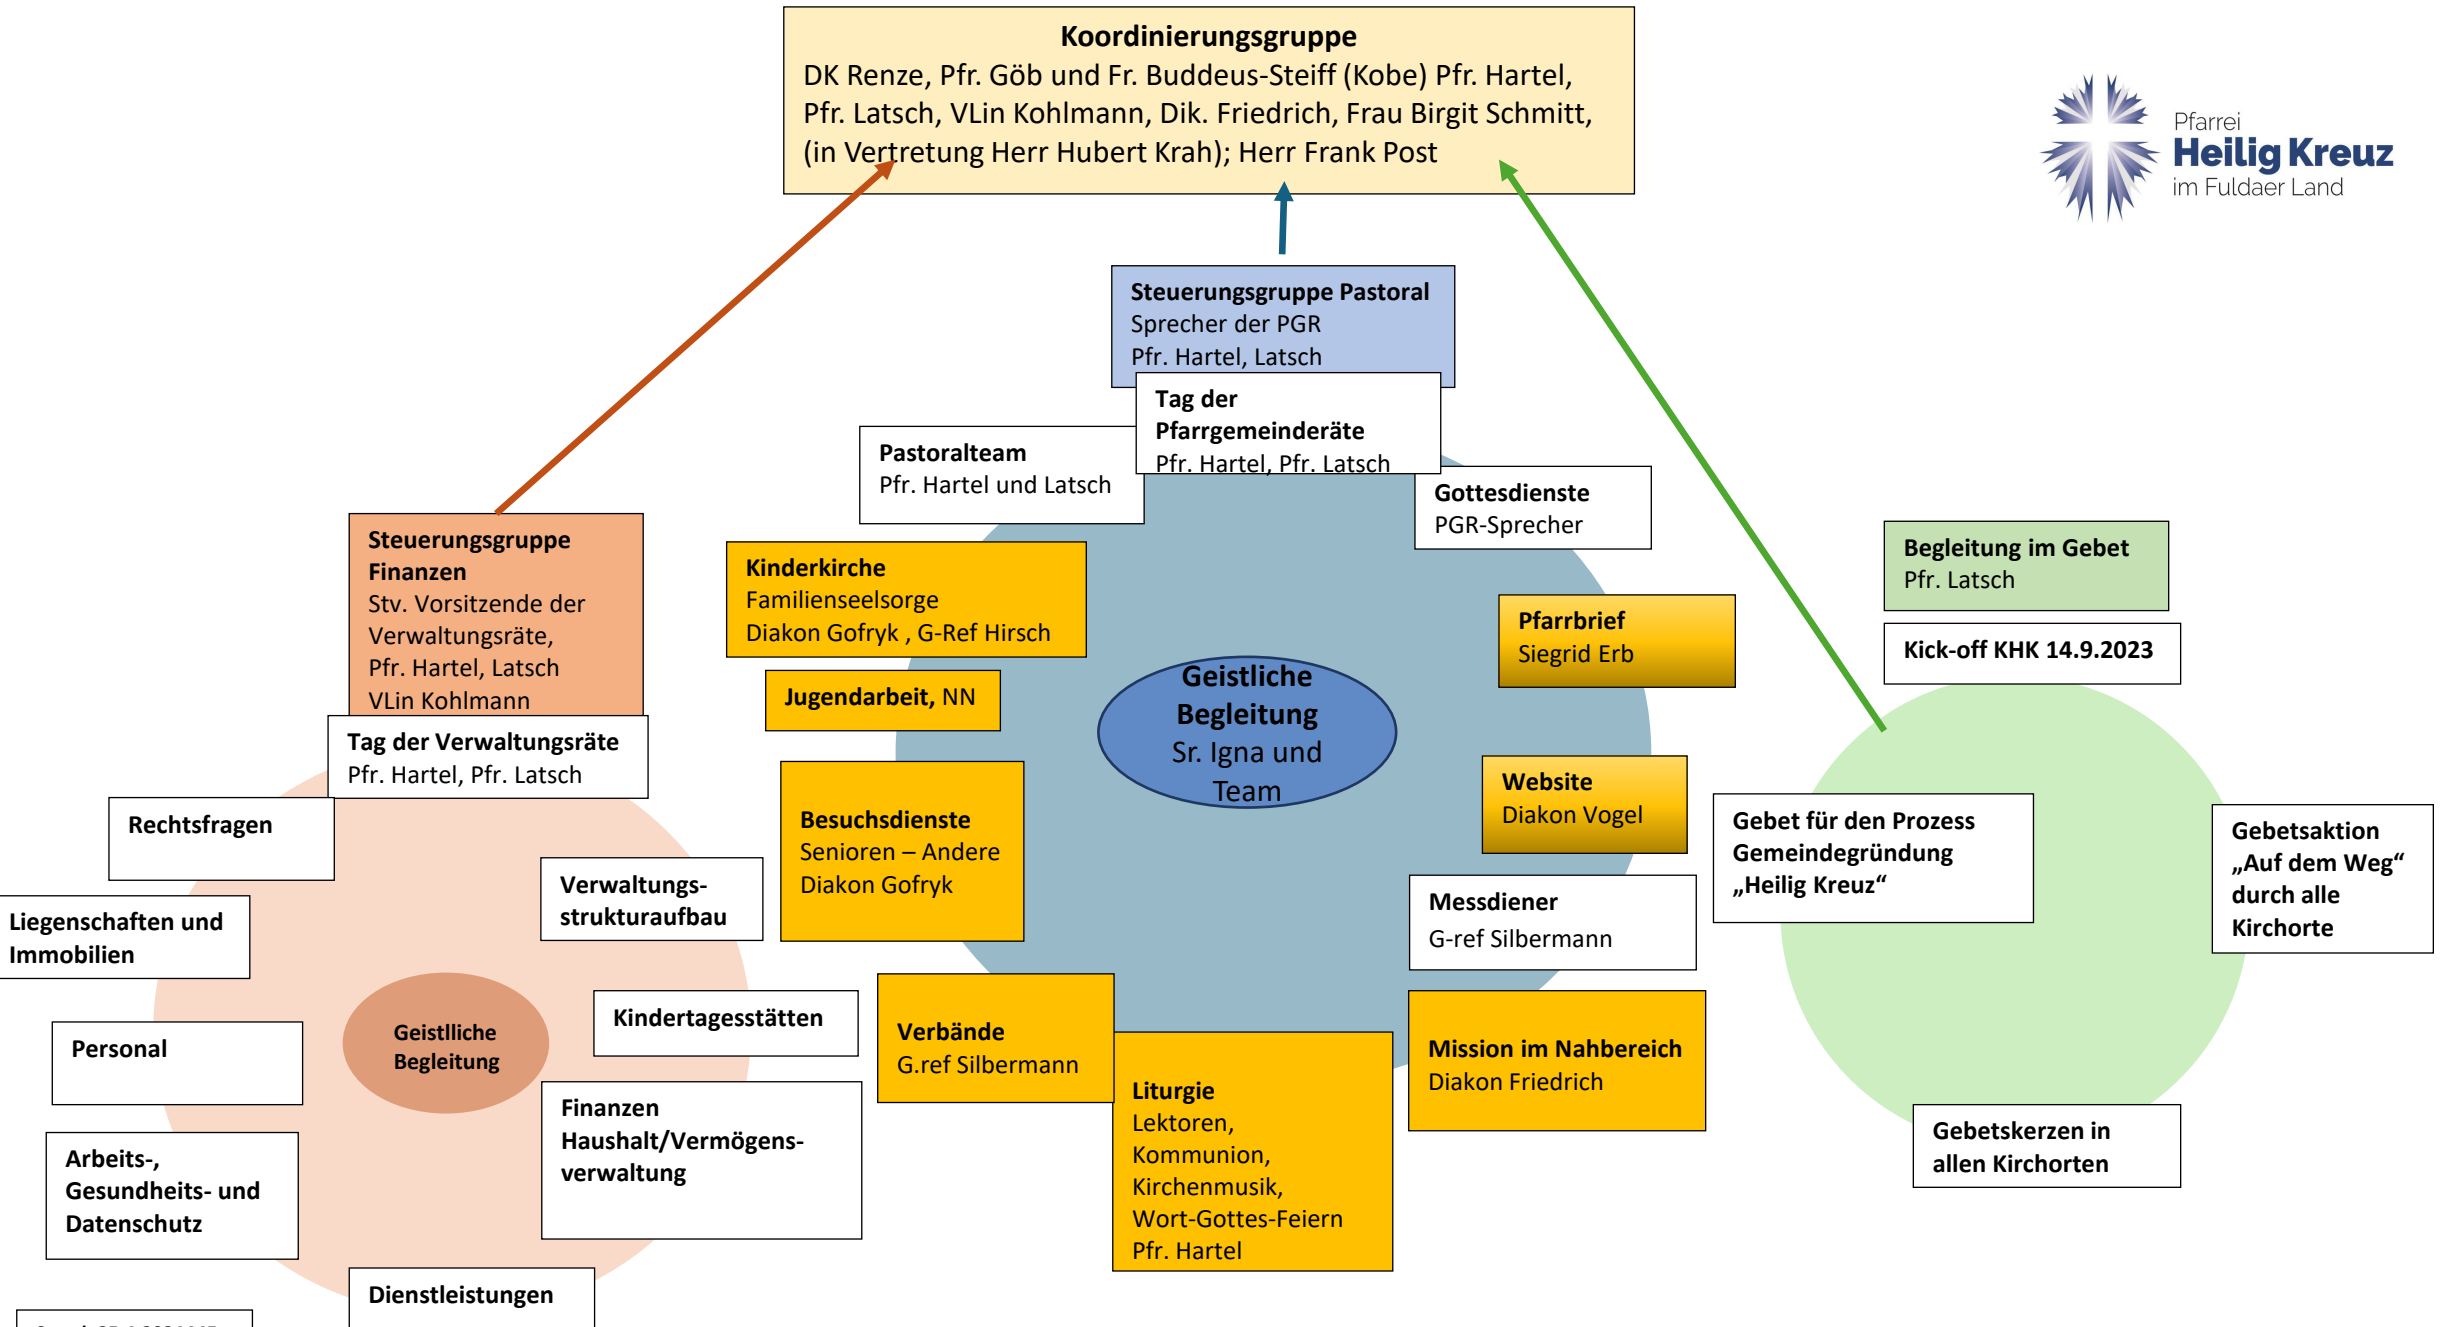 Koordinierungsgruppe
DK Renze, Pfr. Göb und Fr. Buddeus-Steiff (Kobe) Pfr. Hartel,
Pfr. Latsch, VLin Kohlmann, Dik. Friedrich, Frau Birgit Schmitt,
(in Vertretung Herr Hubert Krah); Herr Frank Post
Pfarrei
Heilig Kreuz
im Fuldaer Land
Steuerungsgruppe Pastoral
Sprecher der PGR
Pfr. Hartel, Latsch
Tag der
Pfarrgemeinderäte
Pfr. Hartel, Pfr. Latsch
Pastoralteam
Pfr. Hartel und Latsch
Gottesdienste
PGR-Sprecher
Steuerungsgruppe
Finanzen
Stv. Vorsitzende der
Verwaltungsräte,
Pfr. Hartel, Latsch
VLin Kohlmann
Tag der Verwaltungsräte
Pfr. Hartel, Pfr. Latsch
Kinderkirche
Familienseelsorge
Diakon Gofryk , G-Ref Hirsch
Jugendarbeit, NN
Besuchsdienste
Senioren – Andere
Diakon Gofryk
Geistliche
Begleitung
Sr. Igna und
Team
Pfarrbrief
Siegrid Erb
Website
Diakon Vogel
Messdiener
G-ref Silbermann
Mission im Nahbereich
Diakon Friedrich
Verbände
G.ref Silbermann
Liturgie
Lektoren,
Kommunion,
Kirchenmusik,
Wort-Gottes-Feiern
Pfr. Hartel
Begleitung im Gebet
Pfr. Latsch
Kick-off KHK 14.9.2023
Gebet für den Prozess
Gemeindegründung
„Heilig Kreuz“
Gebetsaktion
„Auf dem Weg“
durch alle
Kirchorte
Gebetskerzen in
allen Kirchorten
Rechtsfragen
Liegenschaften und
Immobilien
Personal
Arbeits-,
Gesundheits- und
Datenschutz
Verwaltungs-
strukturaufbau
Kindertagesstätten
Geistlliche
Begleitung
Finanzen
Haushalt/Vermögens-
verwaltung
Dienstleistungen